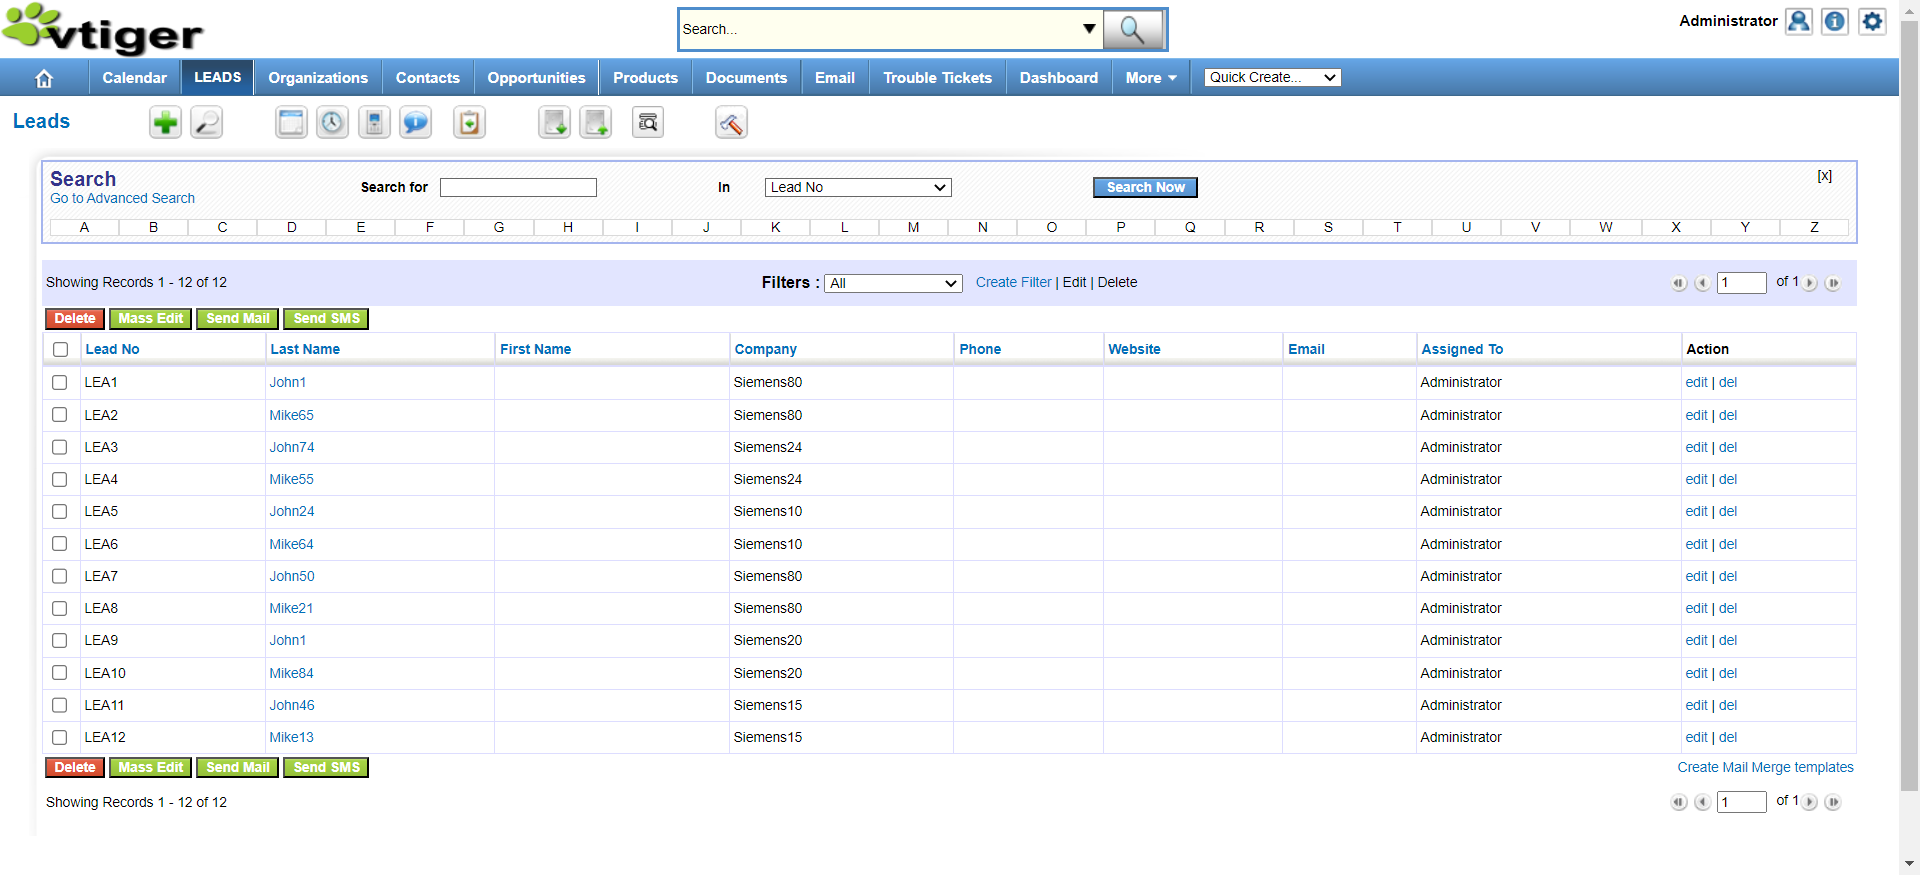 vtiger
Search...
Administrator
Calendar LEADS Organizations Contacts Opportunities Products Documents Email Trouble Tickets Dashboard More Quick Create...
Leads
Search
Go to Advanced Search
Search for In Lead No Search Now [x]
A B C D E F G H I J K L M N O P Q R S T U V W X Y Z
Showing Records 1 - 12 of 12 Filters : All Create Filter | Edit | Delete 1 of 1
Delete Mass Edit Send Mail Send SMS
Lead No Last Name First Name Company Phone Website Email Assigned To Action
LEA1 John1 Siemens80 Administrator edit | del
LEA2 Mike65 Siemens80 Administrator edit | del
LEA3 John74 Siemens24 Administrator edit | del
LEA4 Mike55 Siemens24 Administrator edit | del
LEA5 John24 Siemens10 Administrator edit | del
LEA6 Mike64 Siemens10 Administrator edit | del
LEA7 John50 Siemens80 Administrator edit | del
LEA8 Mike21 Siemens80 Administrator edit | del
LEA9 John1 Siemens20 Administrator edit | del
LEA10 Mike84 Siemens20 Administrator edit | del
LEA11 John46 Siemens15 Administrator edit | del
LEA12 Mike13 Siemens15 Administrator edit | del
Delete Mass Edit Send Mail Send SMS Create Mail Merge templates
Showing Records 1 - 12 of 12 1 of 1